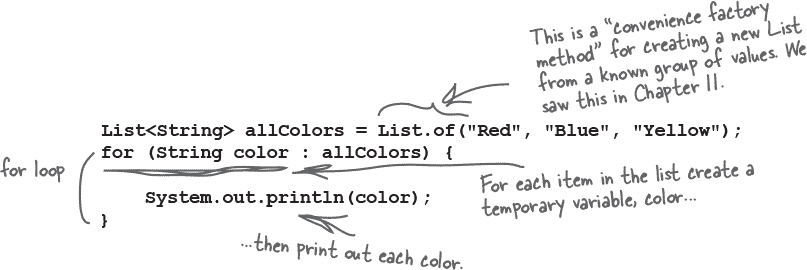 This is a “convenience factory
method” for creating a new List
from a known group of values. We
saw this in Chapter 11.
List<String> allColors = List.of("Red", "Blue", "Yellow");
for (String color : allColors) {
for loop
For each item in the list create a
temporary variable, color...
System.out.println(color);
}
...then print out each color.